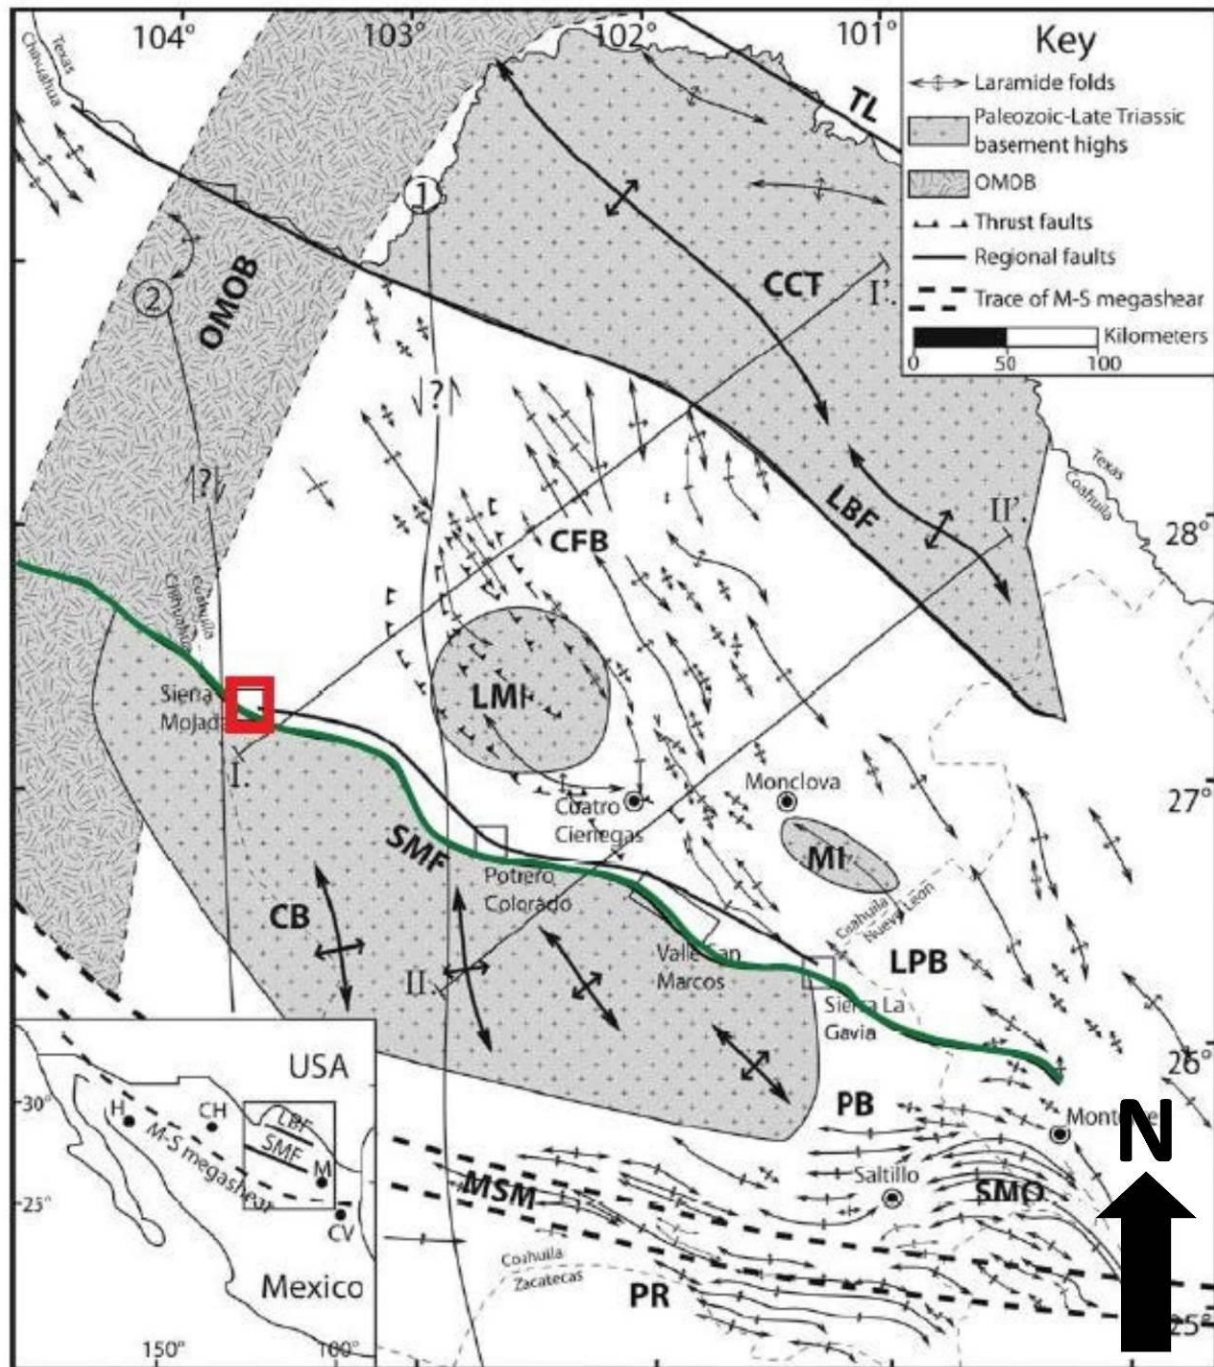 104°
103°
102°
101°
Texas
Chihuahua
TL
Key
Laramide folds
Paleozoic-Late Triassic
basement highs
OMOB
Thrust faults
Regional faults
Trace of M-S megashear
Kilometers
0
50
100
1
2
OMOB
CCT
I'.
?
?
CFB
LBF
II'.
Texas
Coahuila
28°
Coahuila
Chihuahua
Sierra
LMI
I.
Monclova
27°
Cuatro
Cienegas
SMF
MI
Potrero
Colorado
CB
Coahuila
Nuevo Leon
Valle San
Marcos
LPB
II.
Sierra La
Gavia
26°
PB
N
Saltillo
MSM
SMO
Coahuila
Zacatecas
PR
25°
USA
30°
H
CH
LBF
SMF
M-S megashear
M
25°
CV
Mexico
150°
100°